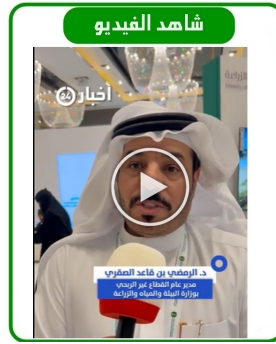 شاهد الفيديو
أخبار 24
د. الرمضي بن قاعد الصقري
مدير عام القطاع غير الربحي
بوزارة البيئة والمياه والزراعة